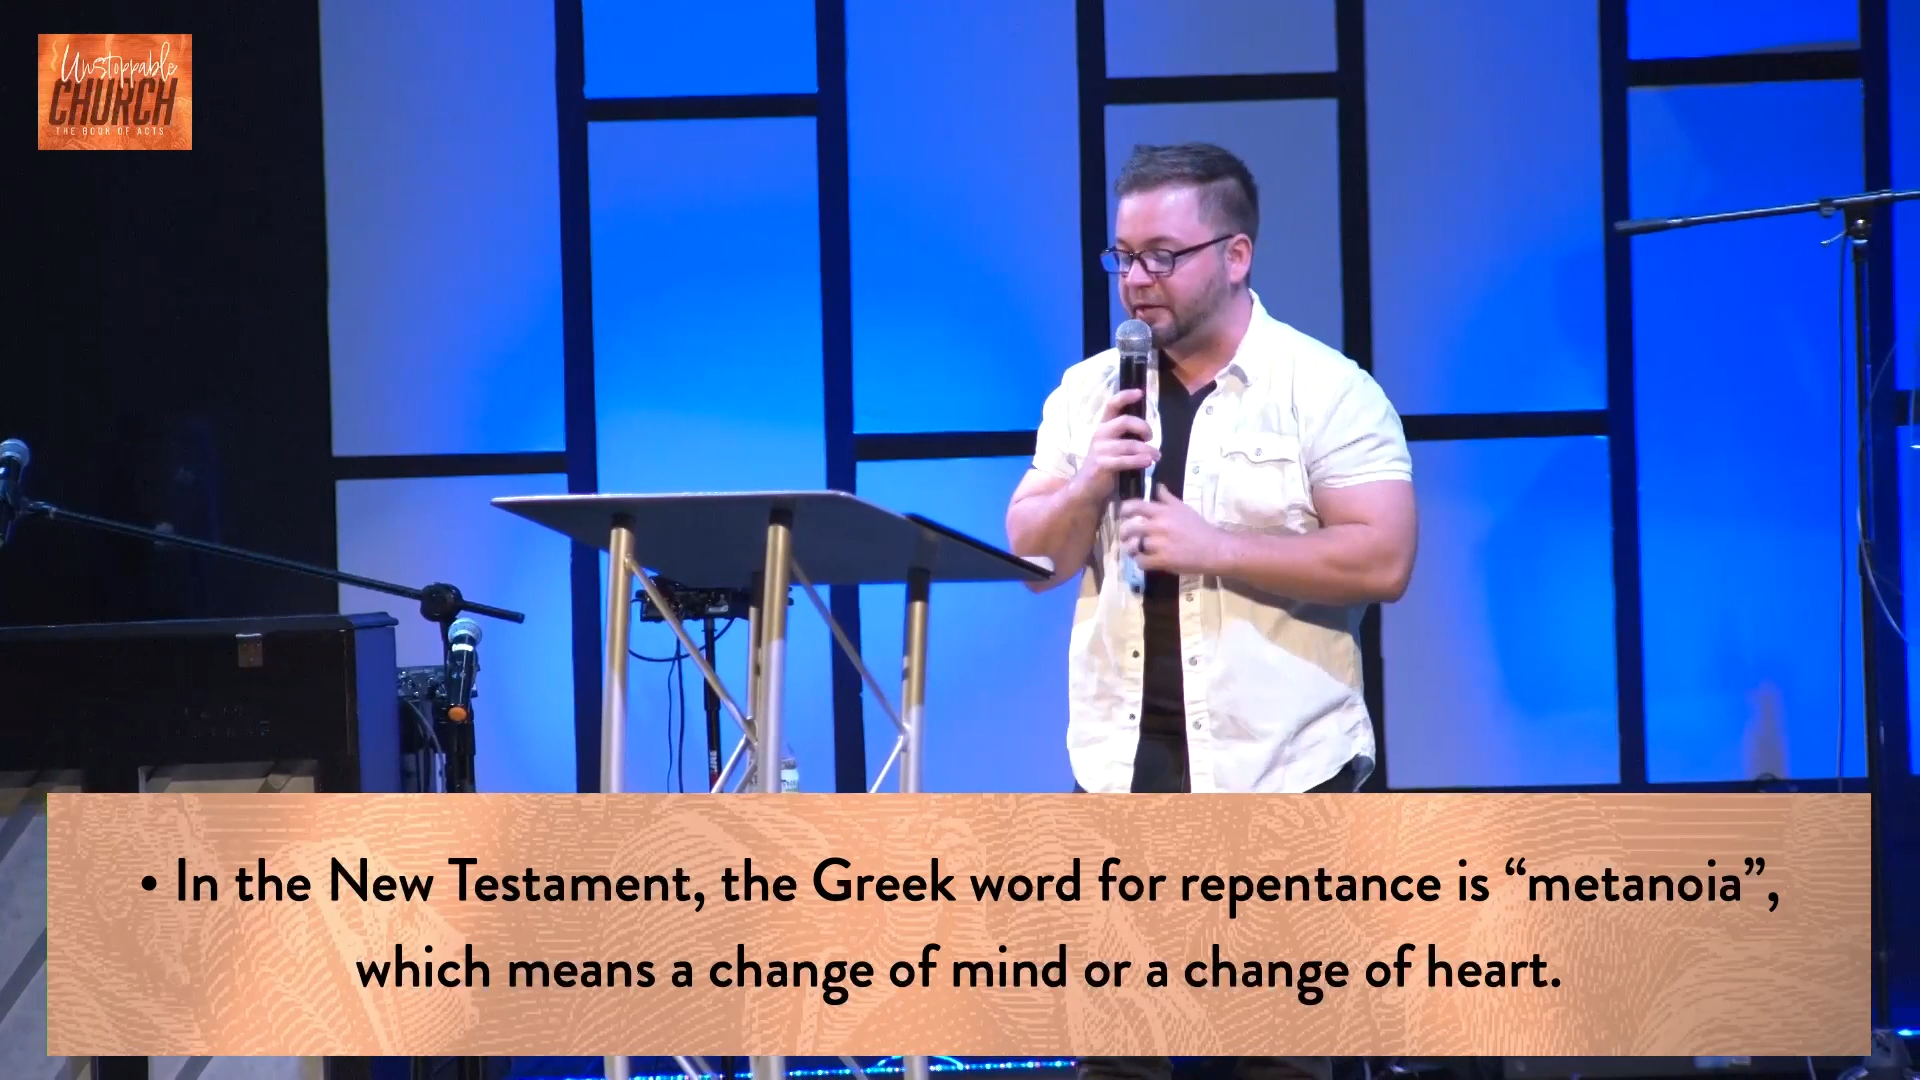 Unstoppable
CHURCH
THE BOOK OF ACTS
• In the New Testament, the Greek word for repentance is “metanoia”,
which means a change of mind or a change of heart.